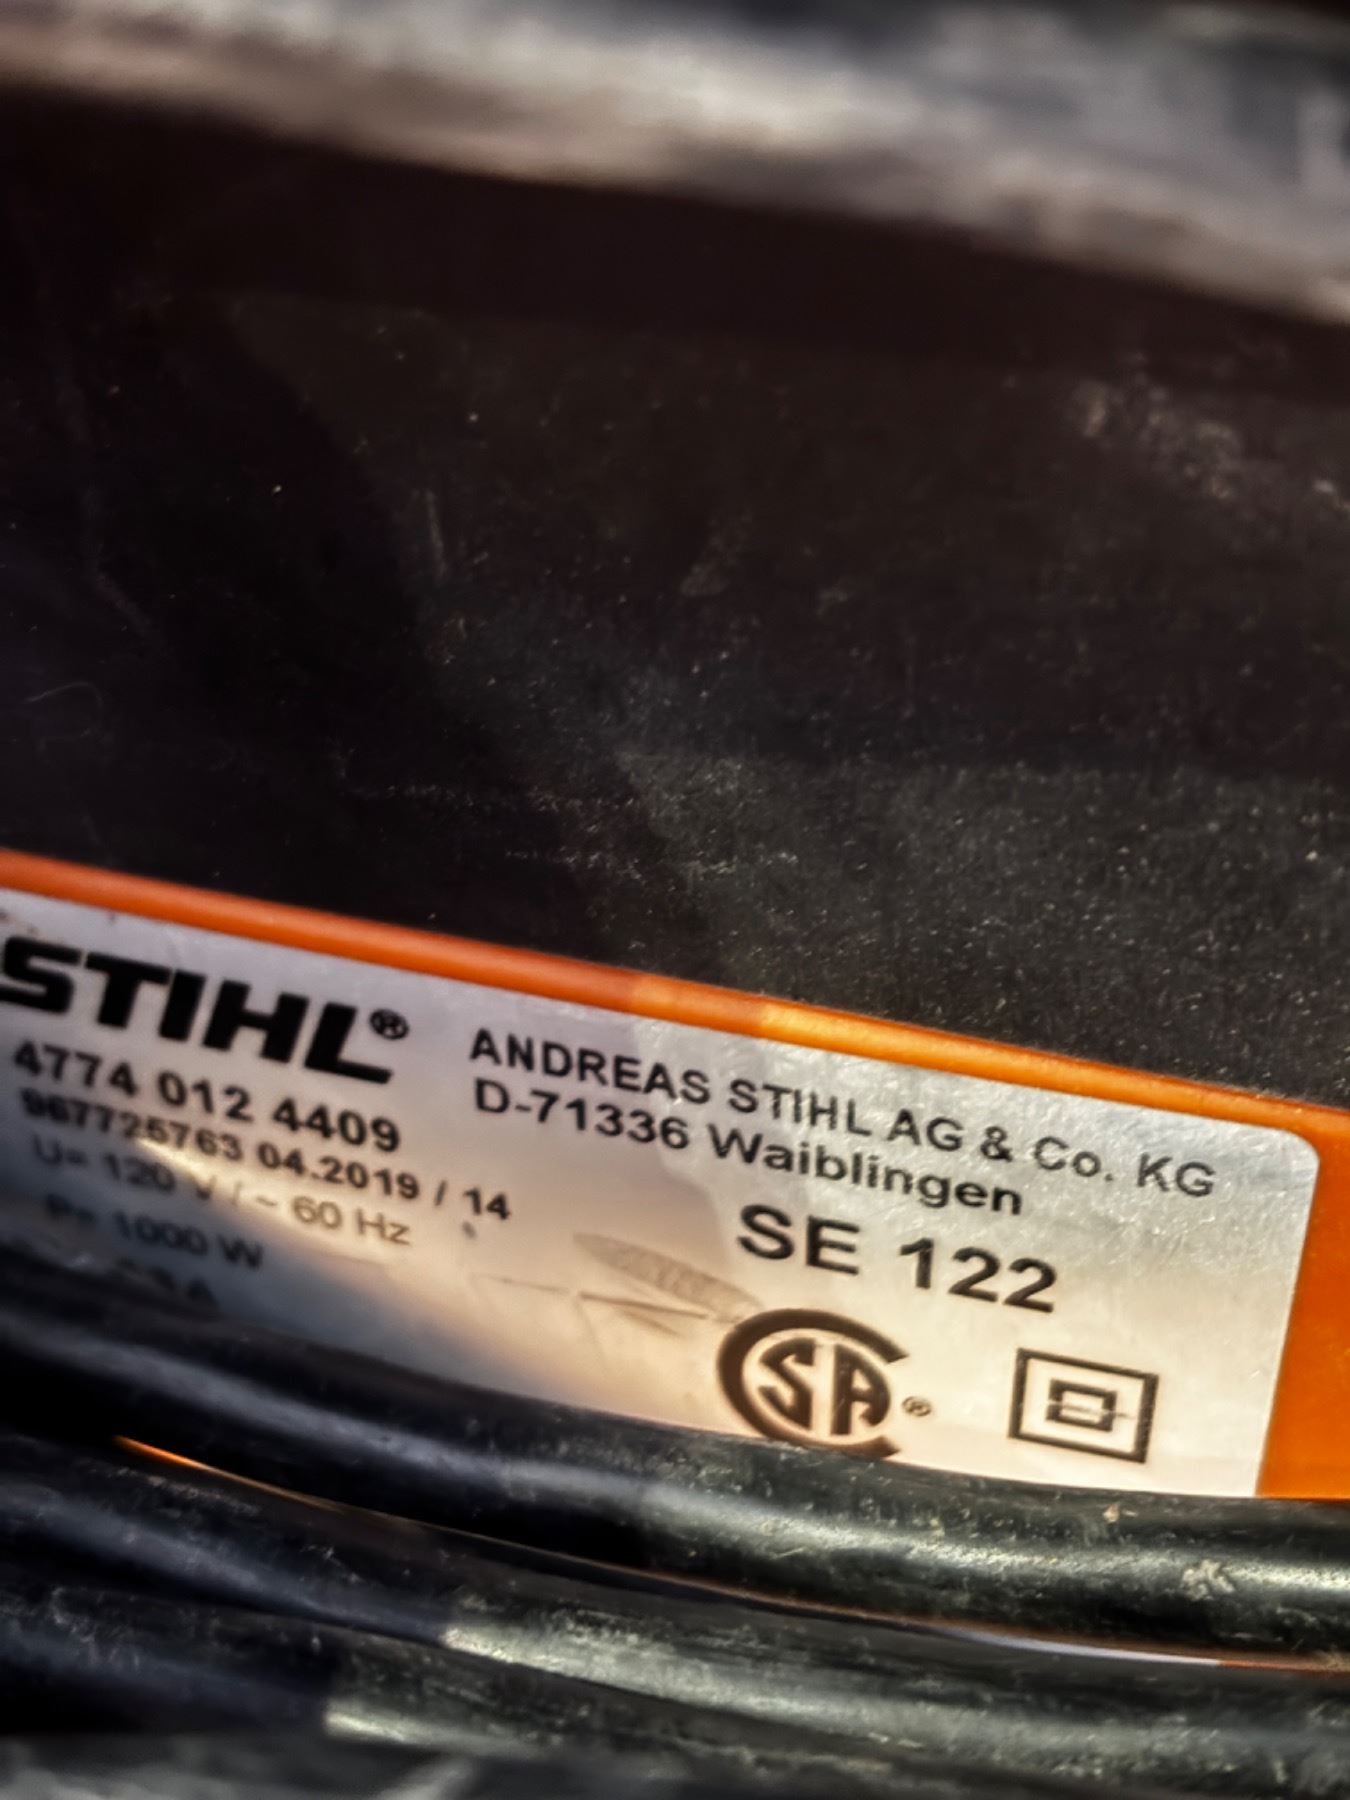 STIHL®
4774 012 4409
967725763 04.2019 / 14
U= 120 V / ~ 60 Hz
P= 1000 W
ANDREAS STIHL AG & Co. KG
D-71336 Waiblingen
SE 122
SA®